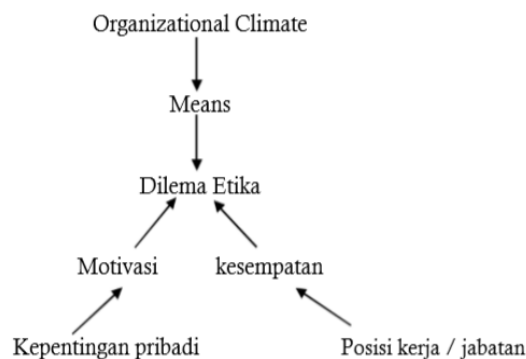 Organizational Climate
Means
Dilema Etika
Motivasi kesempatan
Kepentingan pribadi Posisi kerja / jabatan